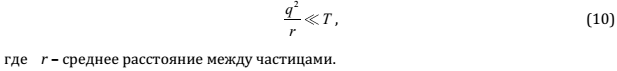 q²/r ≪ T , (10)
где r – среднее расстояние между частицами.